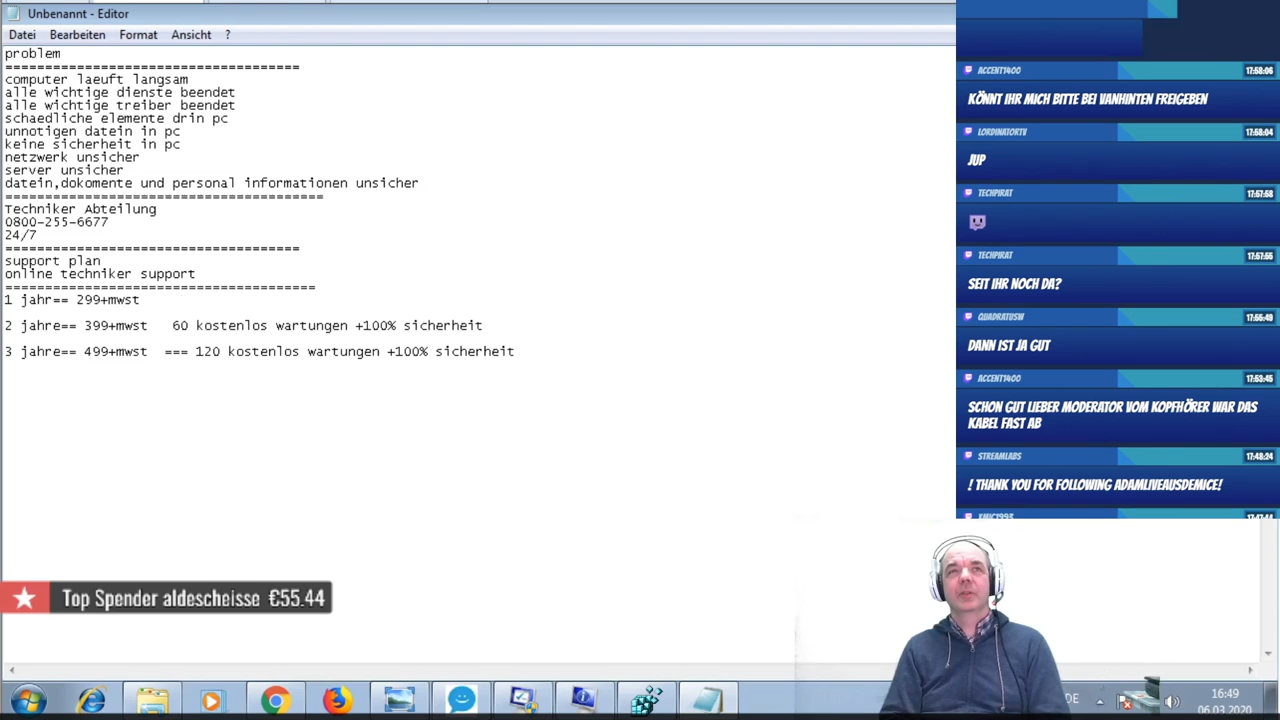 Unbenannt - Editor
Datei Bearbeiten Format Ansicht ?
problem
=====================================
computer laeuft langsam
alle wichtige dienste beendet
alle wichtige treiber beendet
schaedliche elemente drin pc
unnotigen datein in pc
keine sicherheit in pc
netzwerk unsicher
server unsicher
datein,dokomente und personal informationen unsicher
========================================
Techniker Abteilung
0800-255-6677
24/7
=====================================
support plan
online techniker support
=======================================
1 jahr== 299+mwst
2 jahre== 399+mwst 60 kostenlos wartungen +100% sicherheit
3 jahre== 499+mwst === 120 kostenlos wartungen +100% sicherheit
ACCENT1400 17:58:06
KÖNNT IHR MICH BITTE BEI VANHINTEN FREIGEBEN
LORDINATORTV 17:58:04
JUP
TECHPIRAT 17:57:58
TECHPIRAT 17:57:55
SEIT IHR NOCH DA?
QUADRATUSW 17:55:49
DANN IST JA GUT
ACCENT1400 17:53:45
SCHON GUT LIEBER MODERATOR VOM KOPFHÖRER WAR DAS
KABEL FAST AB
STREAMLABS 17:48:24
! THANK YOU FOR FOLLOWING ADAMLIVEAUSDEMICE!
Top Spender aldescheisse €55.44
DE
16:49
06.03.2020